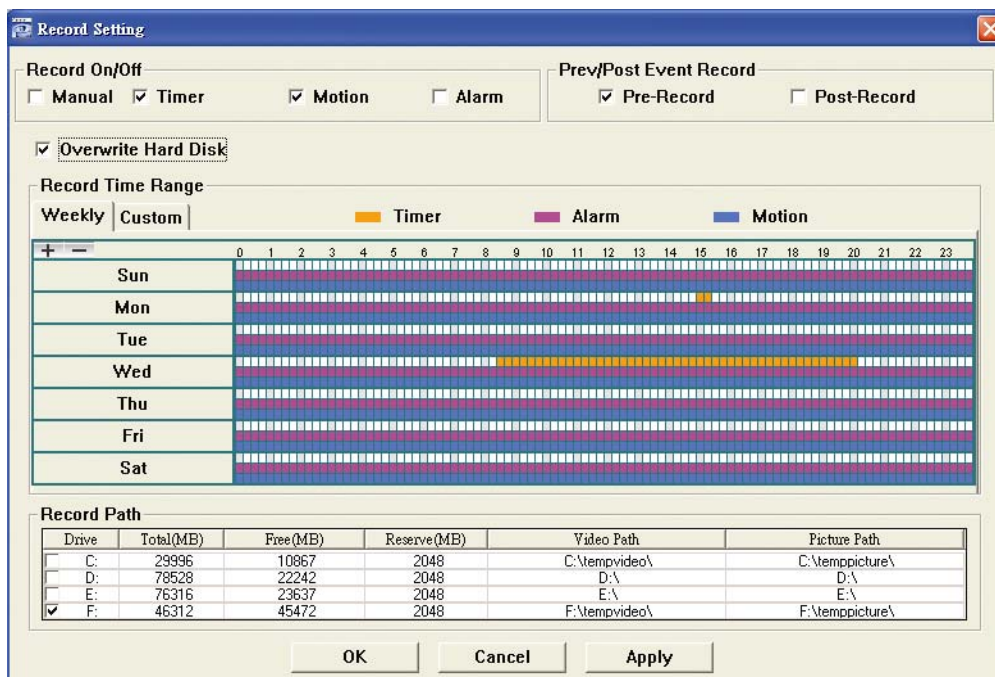 Record Setting
Record On/Off
Prev/Post Event Record
Manual Timer Motion Alarm
Pre-Record Post-Record
Overwrite Hard Disk
Record Time Range
Weekly Custom Timer Alarm Motion
+ − 0 1 2 3 4 5 6 7 8 9 10 11 12 13 14 15 16 17 18 19 20 21 22 23
Sun
Mon
Tue
Wed
Thu
Fri
Sat
Record Path
Drive Total(MB) Free(MB) Reserve(MB) Video Path Picture Path
C: 29996 10867 2048 C:\tempvideo\ C:\temppicture\
D: 78528 22242 2048 D:\ D:\
E: 76316 23637 2048 E:\ E:\
F: 46312 45472 2048 F:\tempvideo\ F:\temppicture\
OK Cancel Apply